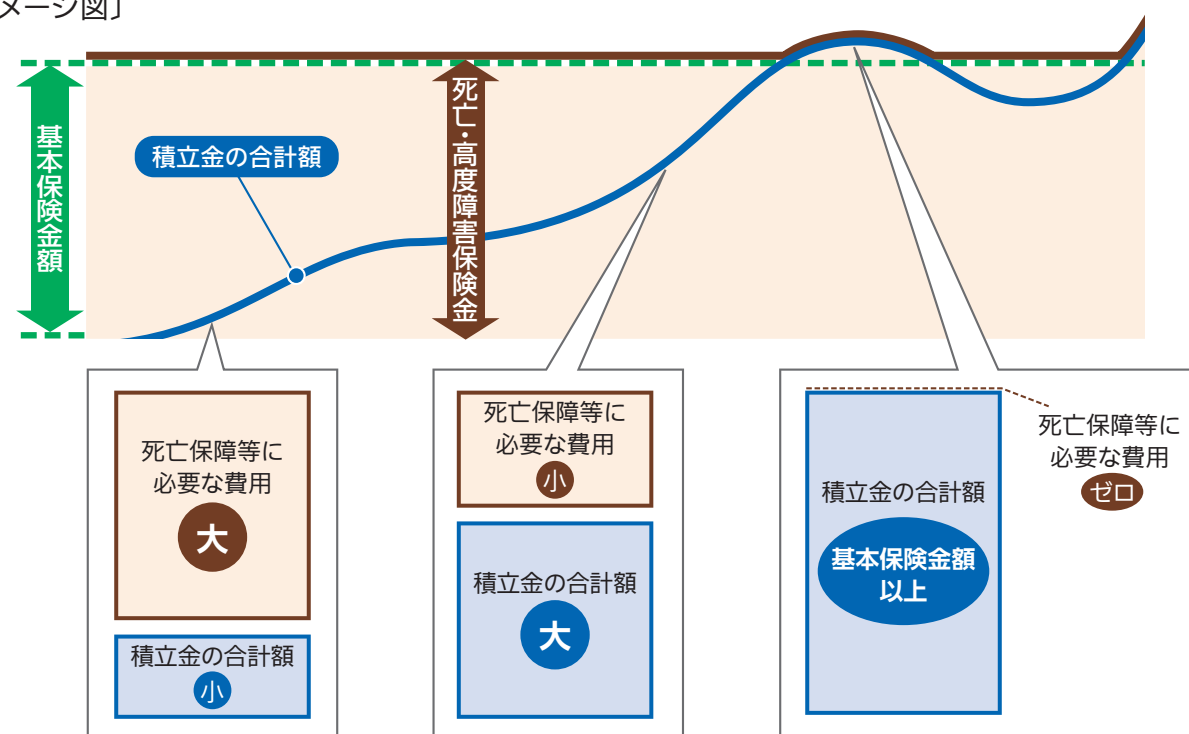 メージ図〕
基本保険金額
積立金の合計額
死亡・高度障害保険金
死亡保障等に
必要な費用
大
積立金の合計額
小
死亡保障等に
必要な費用
小
積立金の合計額
大
積立金の合計額
基本保険金額
以上
死亡保障等に
必要な費用
ゼロ